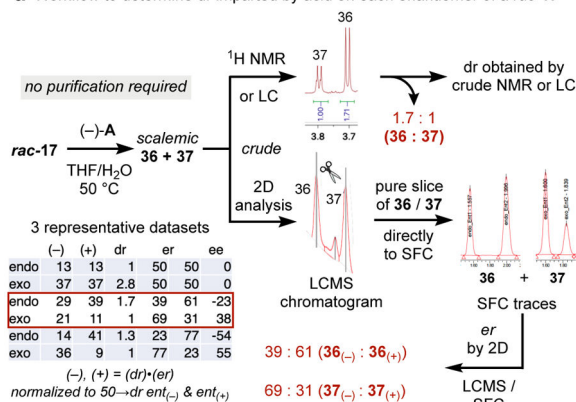 no purification required
rac-17
(–)-A
THF/H2O
50 °C
scalemic
36 + 37
1H NMR
or LC
crude
2D
analysis
37
36
1.00
1.71
3.8
3.7
dr obtained by
crude NMR or LC
1.7 : 1
(36 : 37)
36
37
LCMS
chromatogram
pure slice
of 36 / 37
directly
to SFC
36 + 37
SFC traces
er
by 2D
LCMS /
39 : 61 (36(–) : 36(+))
69 : 31 (37(–) : 37(+))
3 representative datasets
(–) (+) dr er ee
endo 13 13 1 50 50 0
exo 37 37 2.8 50 50 0
endo 29 39 1.7 39 61 -23
exo 21 11 1 69 31 38
endo 14 41 1.3 23 77 -54
exo 36 9 1 77 23 55
(–), (+) = (dr)•(er)
normalized to 50→dr ent(–) & ent(+)